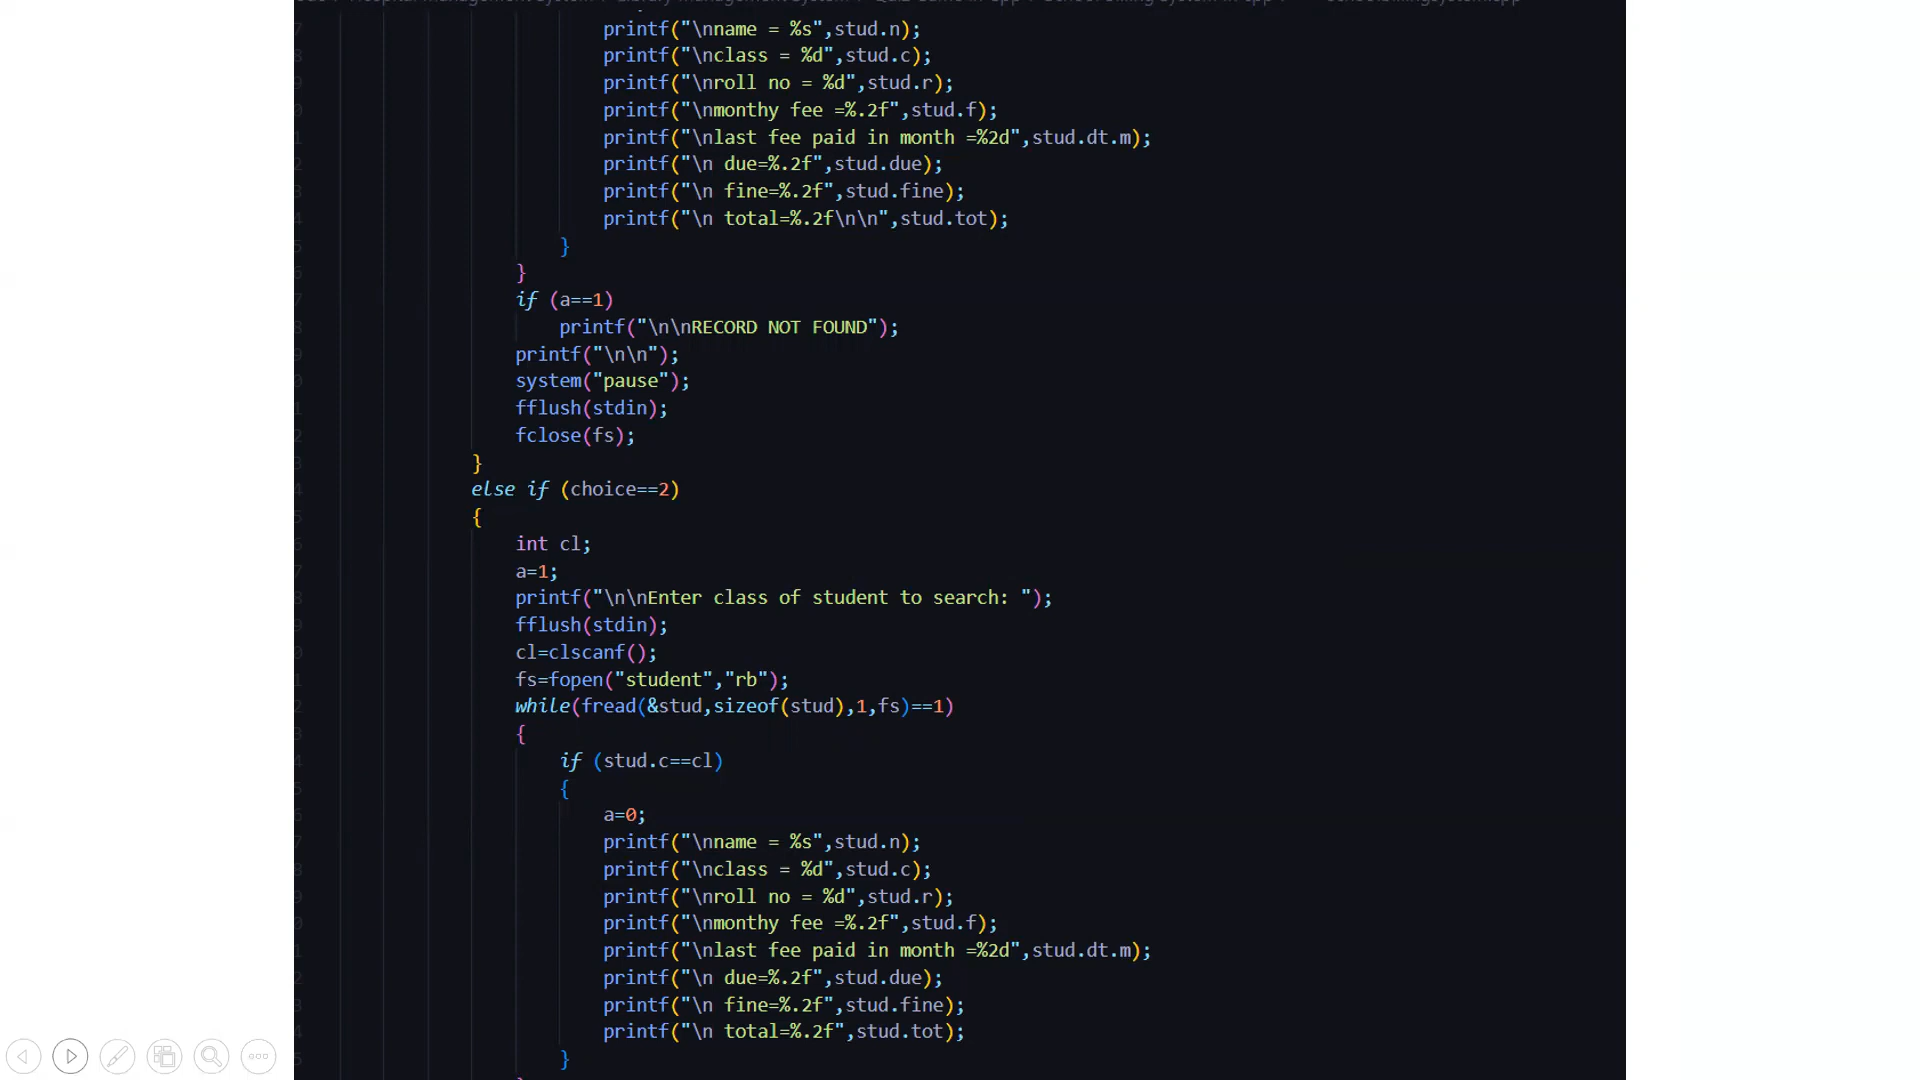 printf("\nname = %s",stud.n);
printf("\nclass = %d",stud.c);
printf("\nroll no = %d",stud.r);
printf("\nmonthy fee =%.2f",stud.f);
printf("\nlast fee paid in month =%2d",stud.dt.m);
printf("\n due=%.2f",stud.due);
printf("\n fine=%.2f",stud.fine);
printf("\n total=%.2f\n\n",stud.tot);
}
}
if (a==1)
printf("\n\nRECORD NOT FOUND");
printf("\n\n");
system("pause");
fflush(stdin);
fclose(fs);
}
else if (choice==2)
{
int cl;
a=1;
printf("\n\nEnter class of student to search: ");
fflush(stdin);
cl=clscanf();
fs=fopen("student","rb");
while(fread(&stud,sizeof(stud),1,fs)==1)
{
if (stud.c==cl)
{
a=0;
printf("\nname = %s",stud.n);
printf("\nclass = %d",stud.c);
printf("\nroll no = %d",stud.r);
printf("\nmonthy fee =%.2f",stud.f);
printf("\nlast fee paid in month =%2d",stud.dt.m);
printf("\n due=%.2f",stud.due);
printf("\n fine=%.2f",stud.fine);
printf("\n total=%.2f",stud.tot);
}